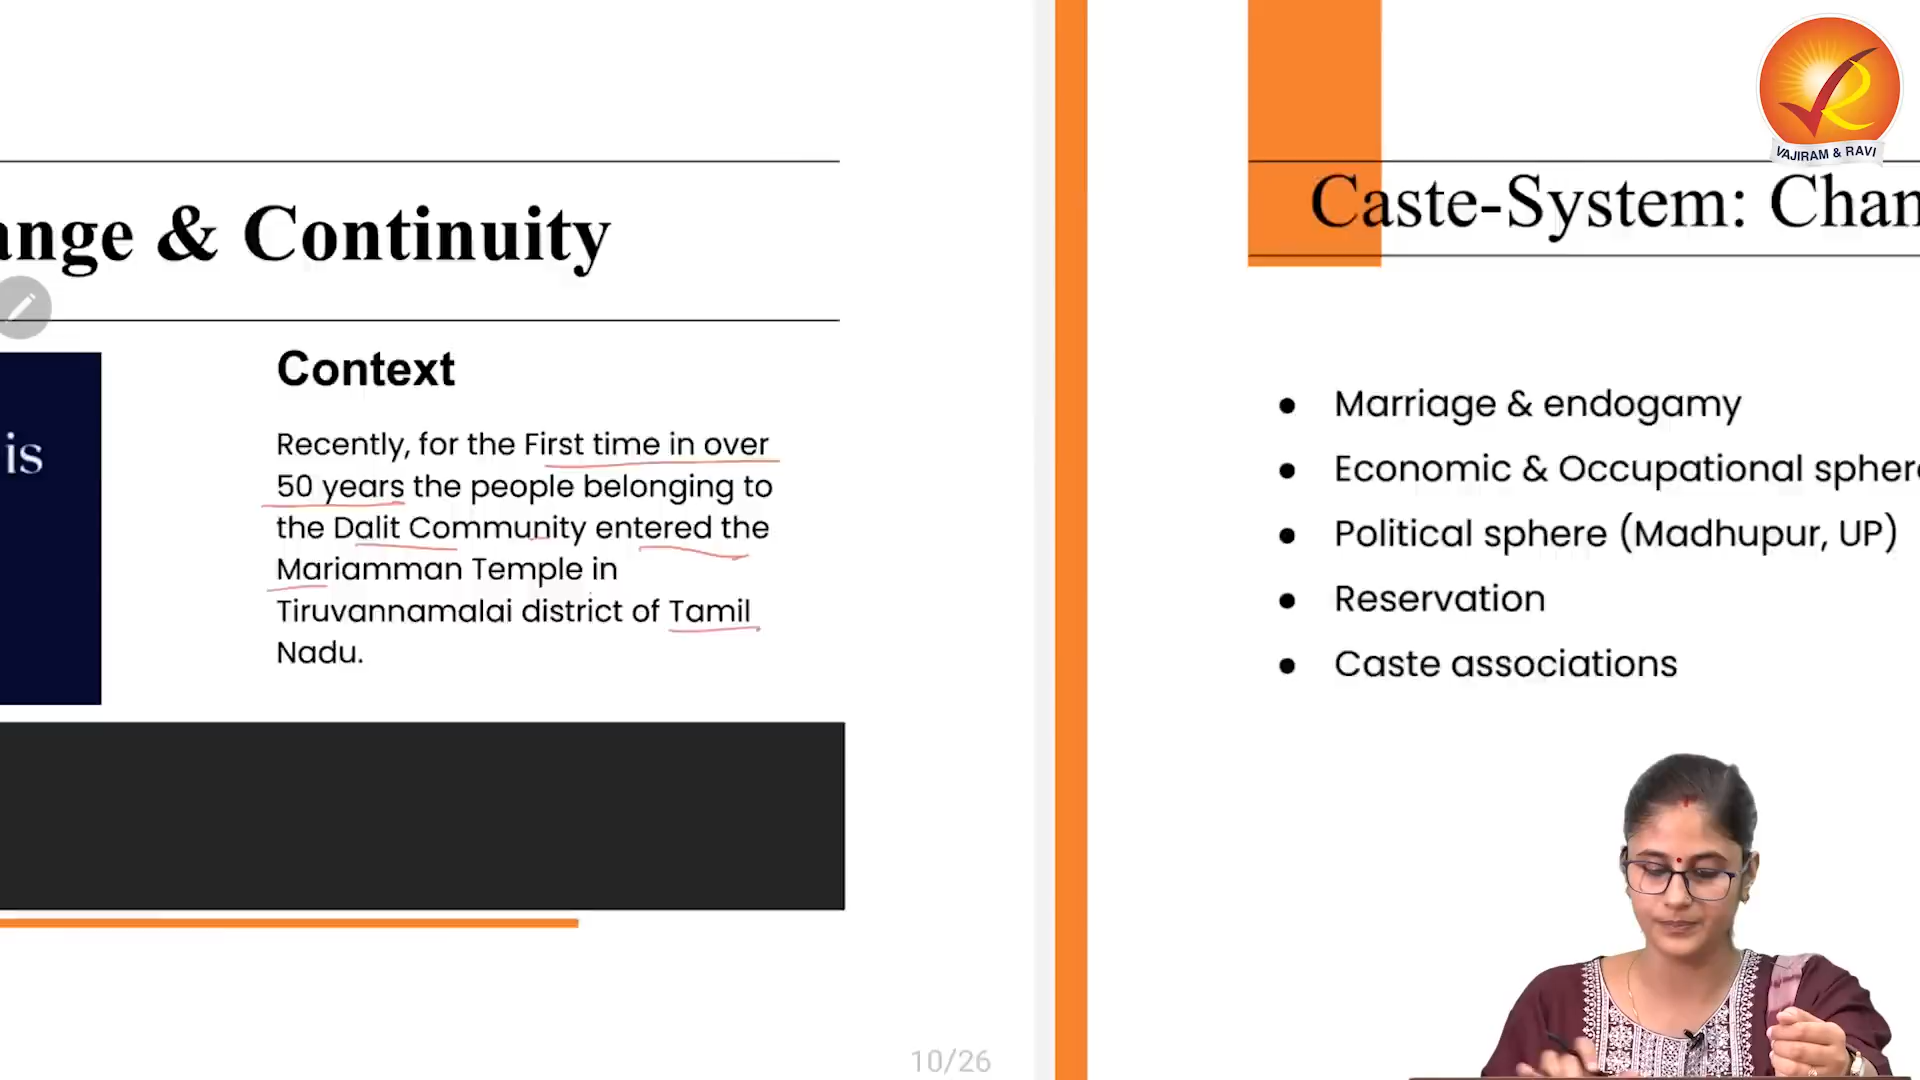 VAJIRAM & RAVI
ange & Continuity
is
Context
Recently, for the First time in over
50 years the people belonging to
the Dalit Community entered the
Mariamman Temple in
Tiruvannamalai district of Tamil
Nadu.
10/26
Caste-System: Chan
● Marriage & endogamy
● Economic & Occupational sphere
● Political sphere (Madhupur, UP)
● Reservation
● Caste associations